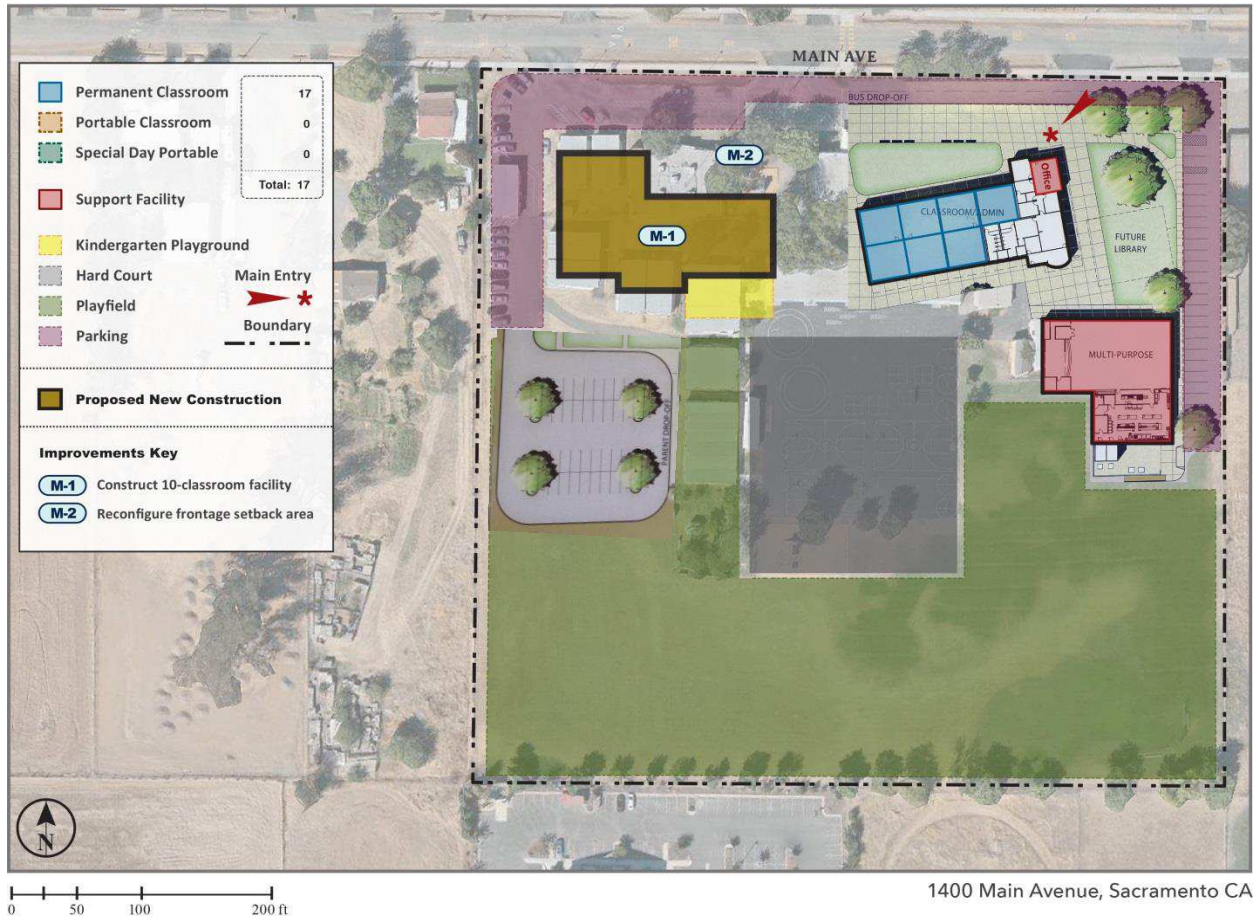 MAIN AVE
Permanent Classroom 17
Portable Classroom 0
Special Day Portable 0
Total: 17
Support Facility
Kindergarten Playground
Hard Court
Playfield
Parking
Main Entry
*
Boundary
Proposed New Construction
Improvements Key
M-1 Construct 10-classroom facility
M-2 Reconfigure frontage setback area
BUS DROP-OFF
*
M-2
Office
CLASSROOM/ADMIN
M-1
FUTURE
LIBRARY
MULTI-PURPOSE
PARENT DROP-OFF
N
0 50 100 200 ft
1400 Main Avenue, Sacramento CA